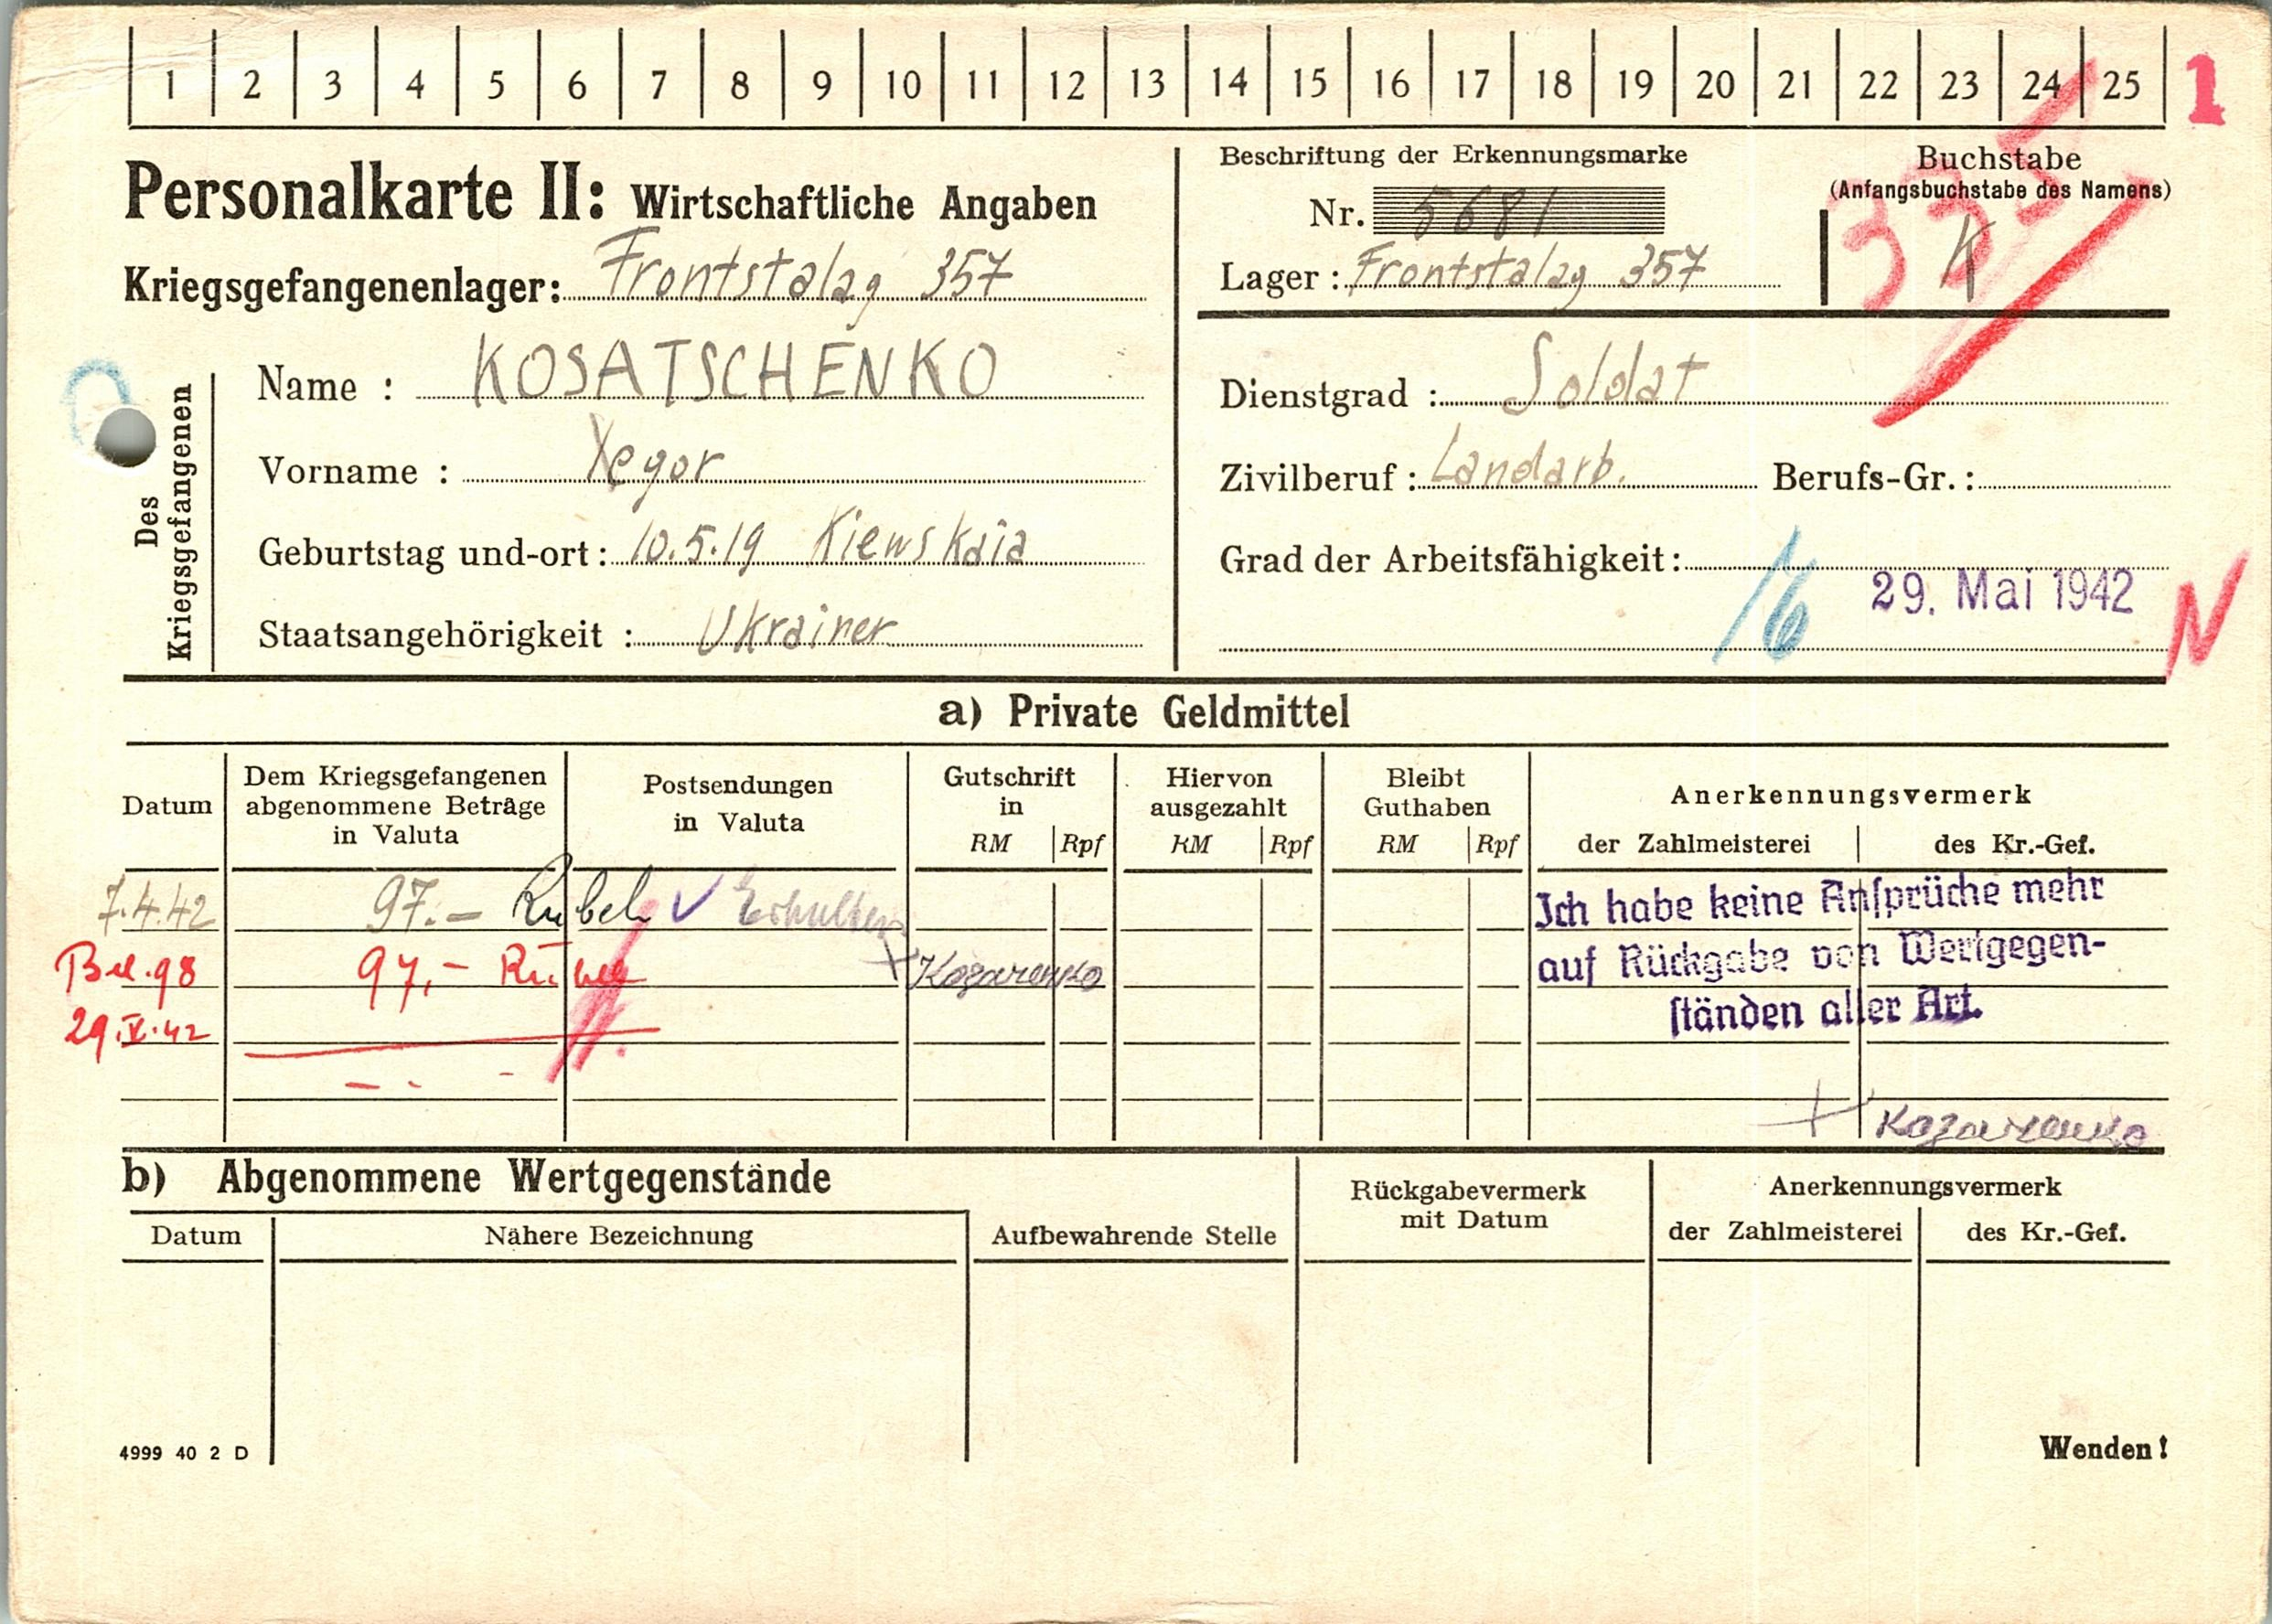 1 2 3 4 5 6 7 8 9 10 11 12 13 14 15 16 17 18 19 20 21 22 23 24 25 1
Personalkarte II: Wirtschaftliche Angaben
Kriegsgefangenenlager: Frontstalag 357
Beschriftung der Erkennungsmarke
Nr. 5681
Lager: Frontstalag 357
Buchstabe
(Anfangsbuchstabe des Namens)
K
335
Des Kriegsgefangenen
Name : KOSATSCHENKO
Vorname : Yegor
Geburtstag und-ort: 10.5.19 Kiewskaia
Staatsangehörigkeit : Ukrainer
Dienstgrad : Soldat
Zivilberuf : Landarb. Berufs-Gr. :
Grad der Arbeitsfähigkeit:
29. Mai 1942
N
a) Private Geldmittel
Datum
Dem Kriegsgefangenen abgenommene Beträge in Valuta
Postsendungen in Valuta
Gutschrift in RM Rpf
Hiervon ausgezahlt RM Rpf
Bleibt Guthaben RM Rpf
Anerkennungsvermerk
der Zahlmeisterei des Kr.-Gef.
7.4.42 97.- Rubel ✓ Erhalten
Bel. 98 97,- Rubel
29.V.42
Ich habe keine Ansprüche mehr
auf Rückgabe von Wertgegen-
ständen aller Art.
b) Abgenommene Wertgegenstände
Datum
Nähere Bezeichnung
Aufbewahrende Stelle
Rückgabevermerk mit Datum
Anerkennungsvermerk
der Zahlmeisterei des Kr.-Gef.
4999 40 2 D
Wenden!